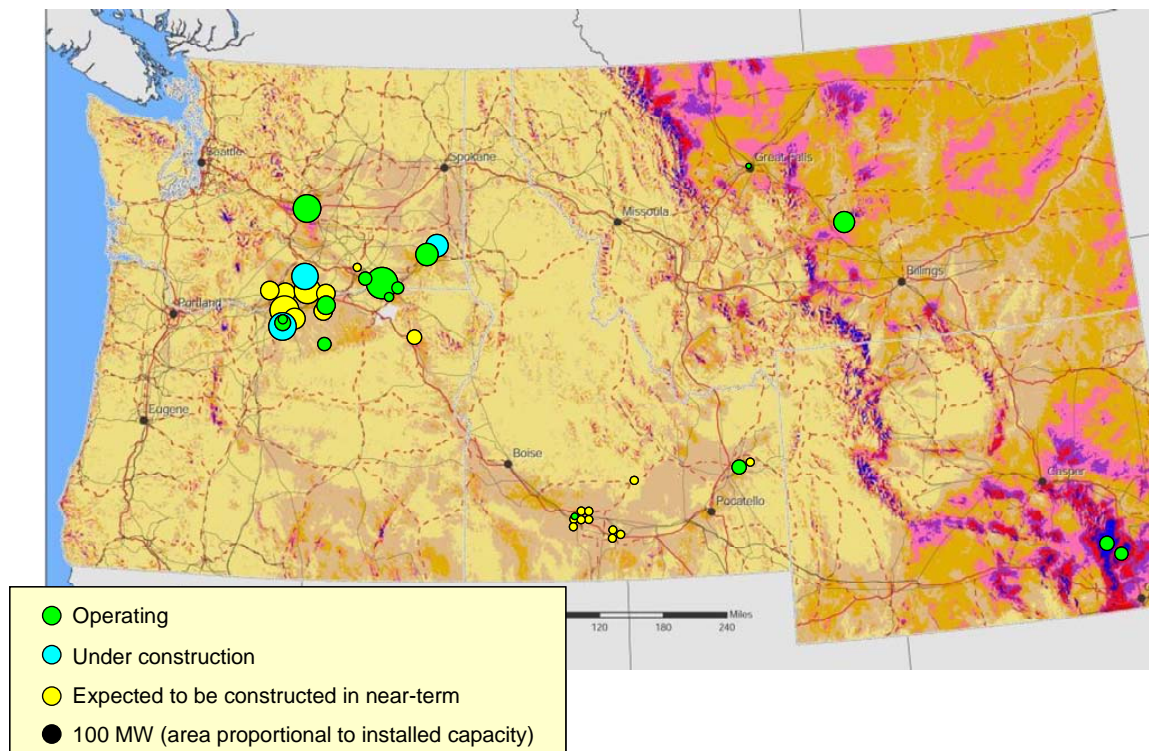 Seattle
Spokane
Great Falls
Missoula
Portland
Billings
Eugene
Boise
Casper
Pocatello
Miles
120 180 240
Operating
Under construction
Expected to be constructed in near-term
100 MW (area proportional to installed capacity)